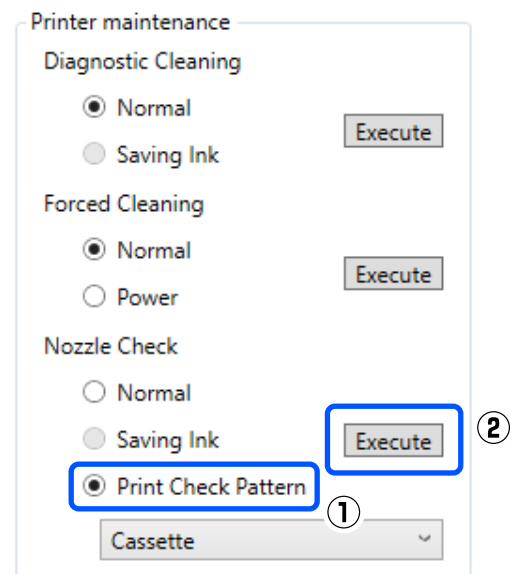 Printer maintenance
Diagnostic Cleaning
Normal
Execute
Saving Ink
Forced Cleaning
Normal
Execute
Power
Nozzle Check
Normal
Saving Ink
Execute
②
Print Check Pattern
①
Cassette